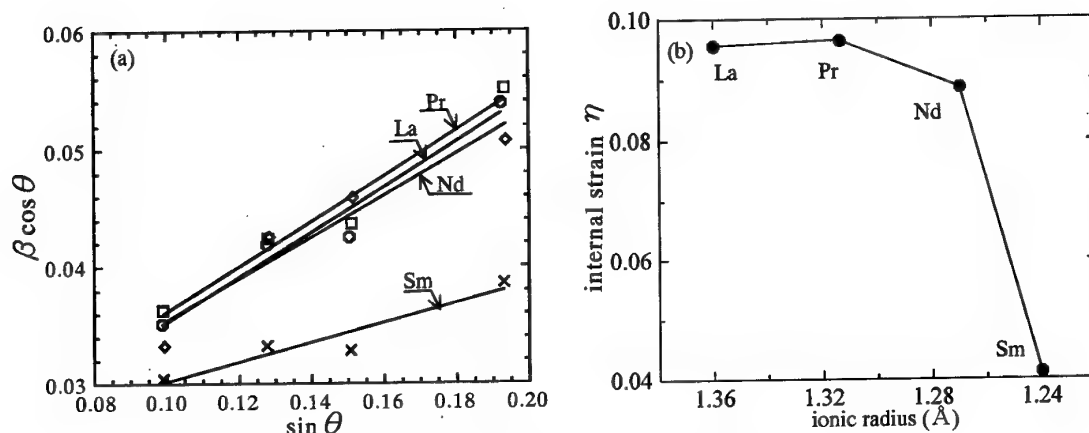 (a)
0.06
0.05
0.04
0.03
β cos θ
Pr
La
Nd
Sm
0.08 0.10 0.12 0.14 0.16 0.18 0.20
sin θ
(b)
0.10
0.08
0.06
0.04
internal strain η
La
Pr
Nd
Sm
1.36 1.32 1.28 1.24
ionic radius (Å)